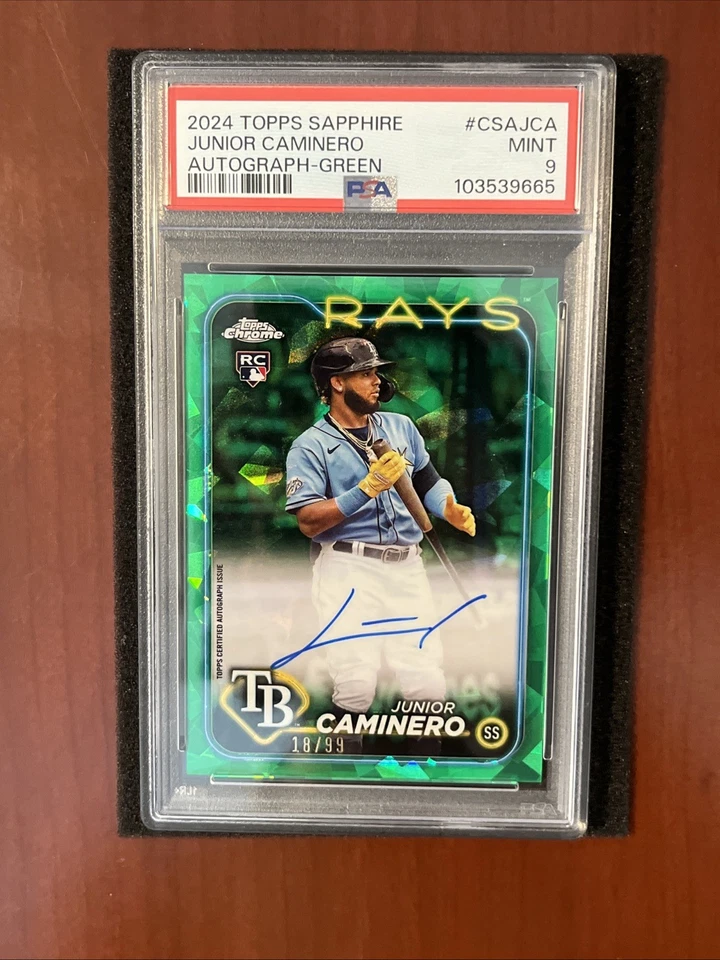 2024 TOPPS SAPPHIRE #CSAJCA
JUNIOR CAMINERO MINT
AUTOGRAPH-GREEN 9
PSA 103539665
RAYS
Topps
Chrome
RC
TB
TOPPS CERTIFIED AUTOGRAPH ISSUE
TB
JUNIOR
CAMINERO SS
18/99